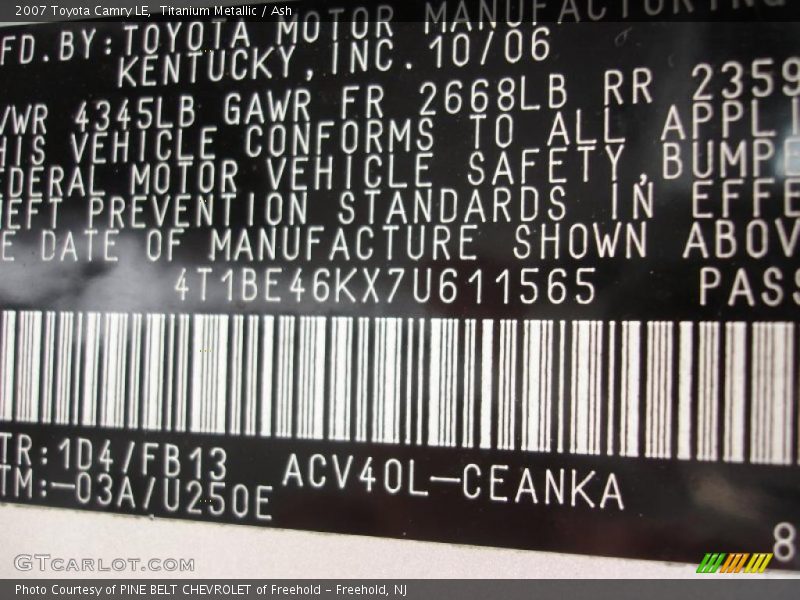 2007 Toyota Camry LE, Titanium Metallic / Ash
FD.BY:TOYOTA MOTOR MANUFACTURING
KENTUCKY, INC. 10/06
VWR 4345LB GAWR FR 2668LB RR 2359
HIS VEHICLE CONFORMS TO ALL APPLI
EDERAL MOTOR VEHICLE SAFETY, BUMPE
EFT PREVENTION STANDARDS IN EFFE
E DATE OF MANUFACTURE SHOWN ABOV
4T1BE46KX7U611565 PASS
TR:1D4/FB13 ACV40L-CEANKA
TM:-03A/U250E
8
GTCARLOT.COM
Photo Courtesy of PINE BELT CHEVROLET of Freehold - Freehold, NJ